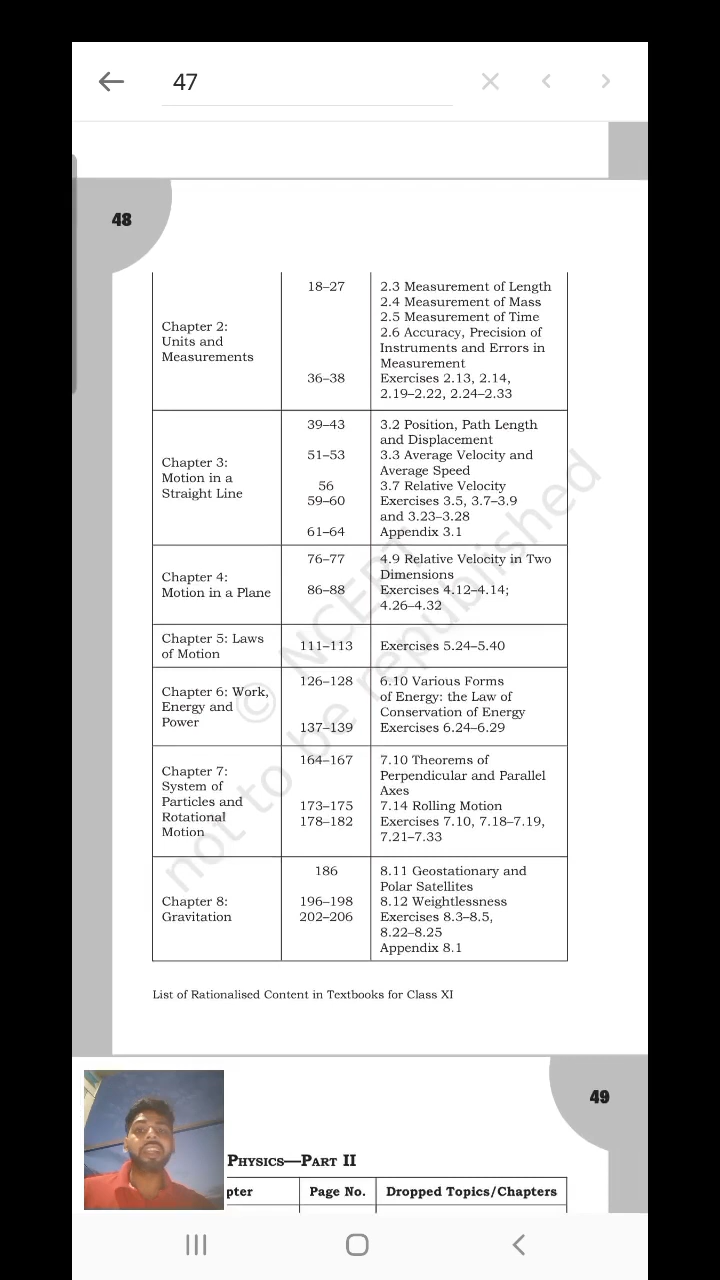 47
48
18–27
2.3 Measurement of Length
2.4 Measurement of Mass
2.5 Measurement of Time
2.6 Accuracy, Precision of
Instruments and Errors in
Measurement
Chapter 2:
Units and
Measurements
36–38
Exercises 2.13, 2.14,
2.19–2.22, 2.24–2.33
Chapter 3:
Motion in a
Straight Line
39–43
3.2 Position, Path Length
and Displacement
51–53
3.3 Average Velocity and
Average Speed
56
3.7 Relative Velocity
59–60
Exercises 3.5, 3.7–3.9
and 3.23–3.28
61–64
Appendix 3.1
Chapter 4:
Motion in a Plane
76–77
4.9 Relative Velocity in Two
Dimensions
86–88
Exercises 4.12–4.14;
4.26–4.32
Chapter 5: Laws
of Motion
111–113
Exercises 5.24–5.40
Chapter 6: Work,
Energy and
Power
126–128
6.10 Various Forms
of Energy: the Law of
Conservation of Energy
137–139
Exercises 6.24–6.29
Chapter 7:
System of
Particles and
Rotational
Motion
164–167
7.10 Theorems of
Perpendicular and Parallel
Axes
173–175
7.14 Rolling Motion
178–182
Exercises 7.10, 7.18–7.19,
7.21–7.33
Chapter 8:
Gravitation
186
8.11 Geostationary and
Polar Satellites
196–198
8.12 Weightlessness
202–206
Exercises 8.3–8.5,
8.22–8.25
Appendix 8.1
© NCERT
not to be republished
List of Rationalised Content in Textbooks for Class XI
49
Physics—Part II
pter
Page No.
Dropped Topics/Chapters